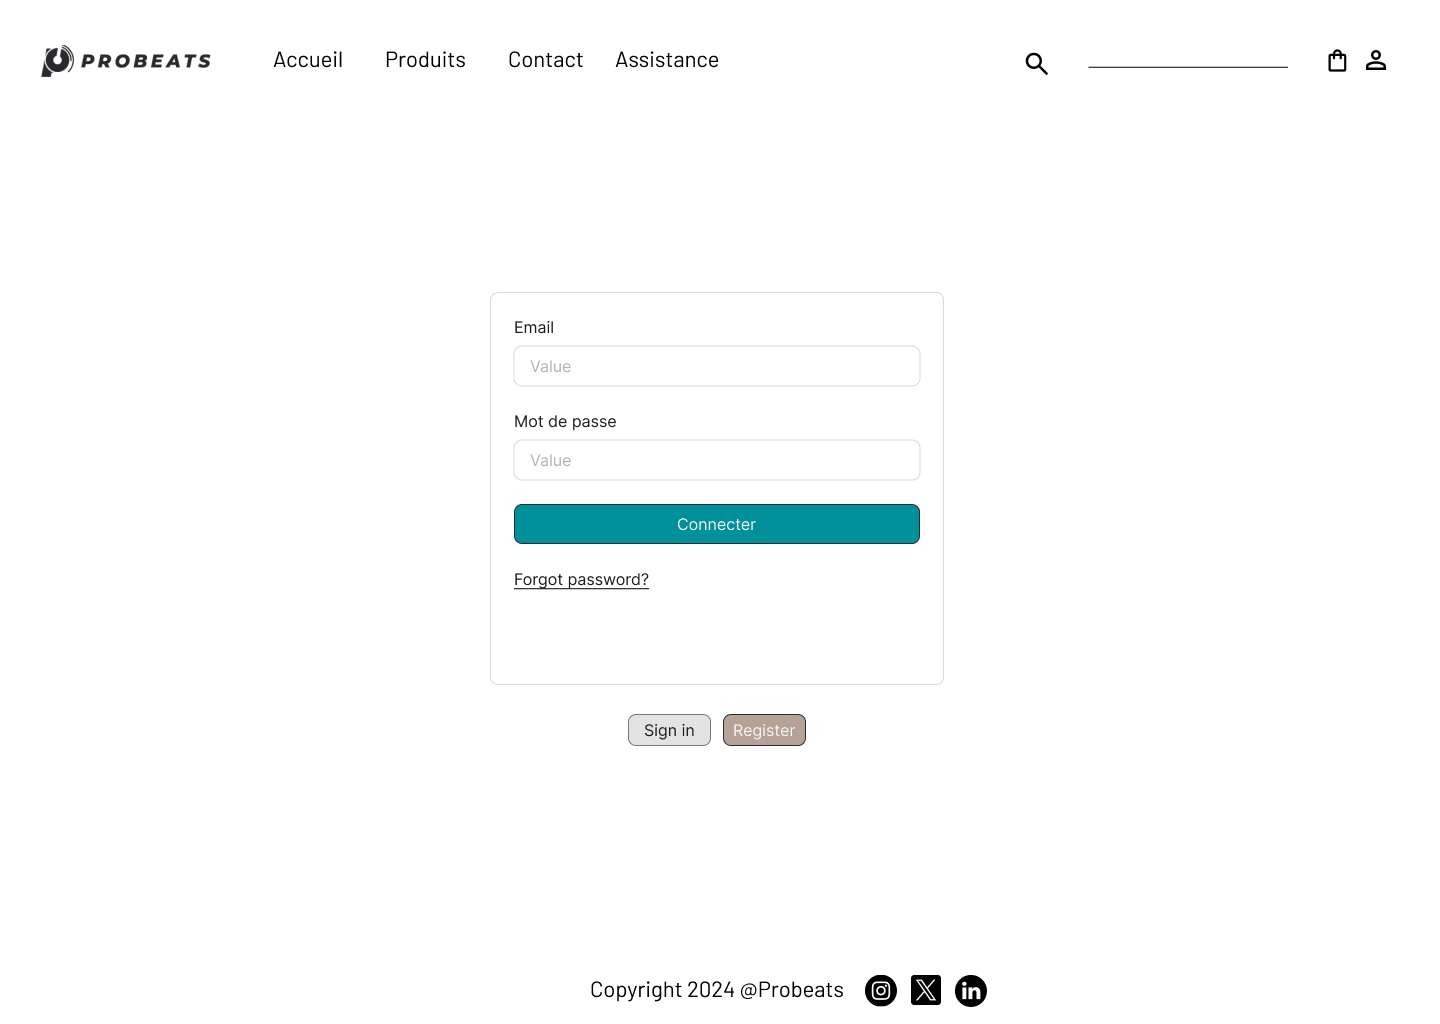 PROBEATS Accueil Produits Contact Assistance
Email
Value
Mot de passe
Value
Connecter
Forgot password?
Sign in Register
Copyright 2024 @Probeats in